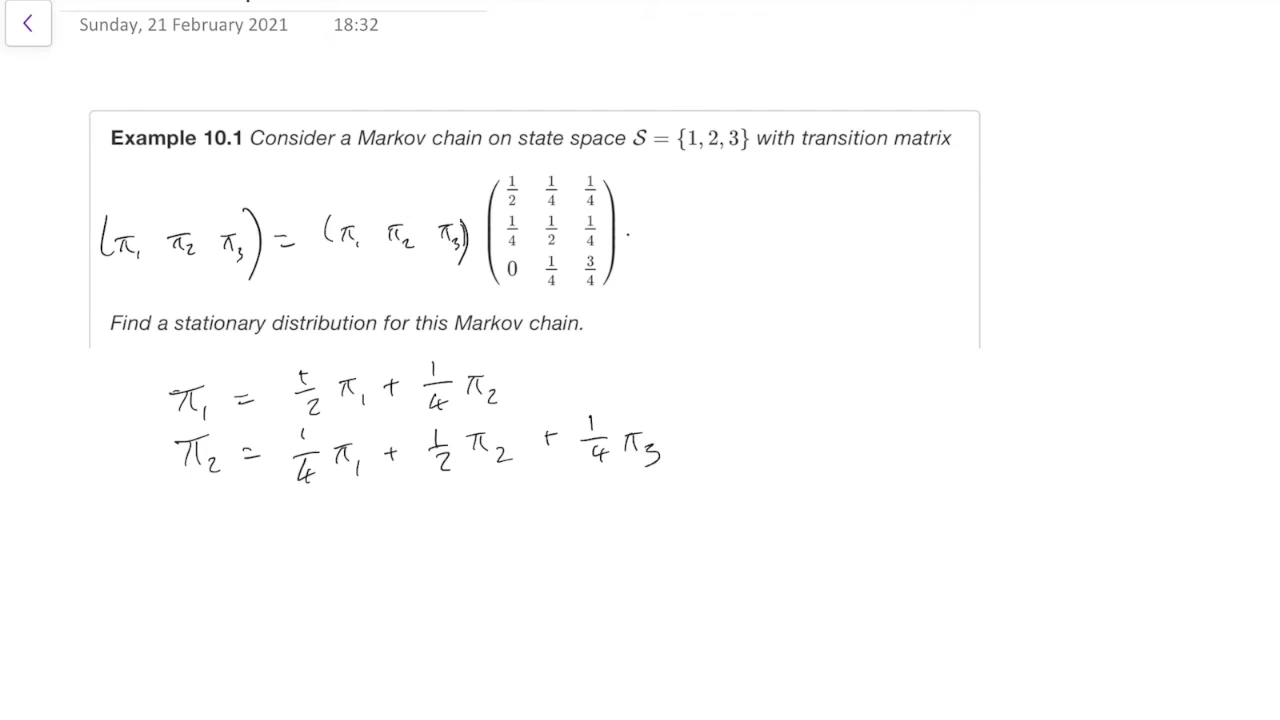 Sunday, 21 February 2021 18:32
Example 10.1 Consider a Markov chain on state space S = {1, 2, 3} with transition matrix
(π₁ π₂ π₃) = (π₁ π₂ π₃) ( 1/2 1/4 1/4
1/4 1/2 1/4
0 1/4 3/4 ) .
Find a stationary distribution for this Markov chain.
π₁ = 1/2 π₁ + 1/4 π₂
π₂ = 1/4 π₁ + 1/2 π₂ + 1/4 π₃